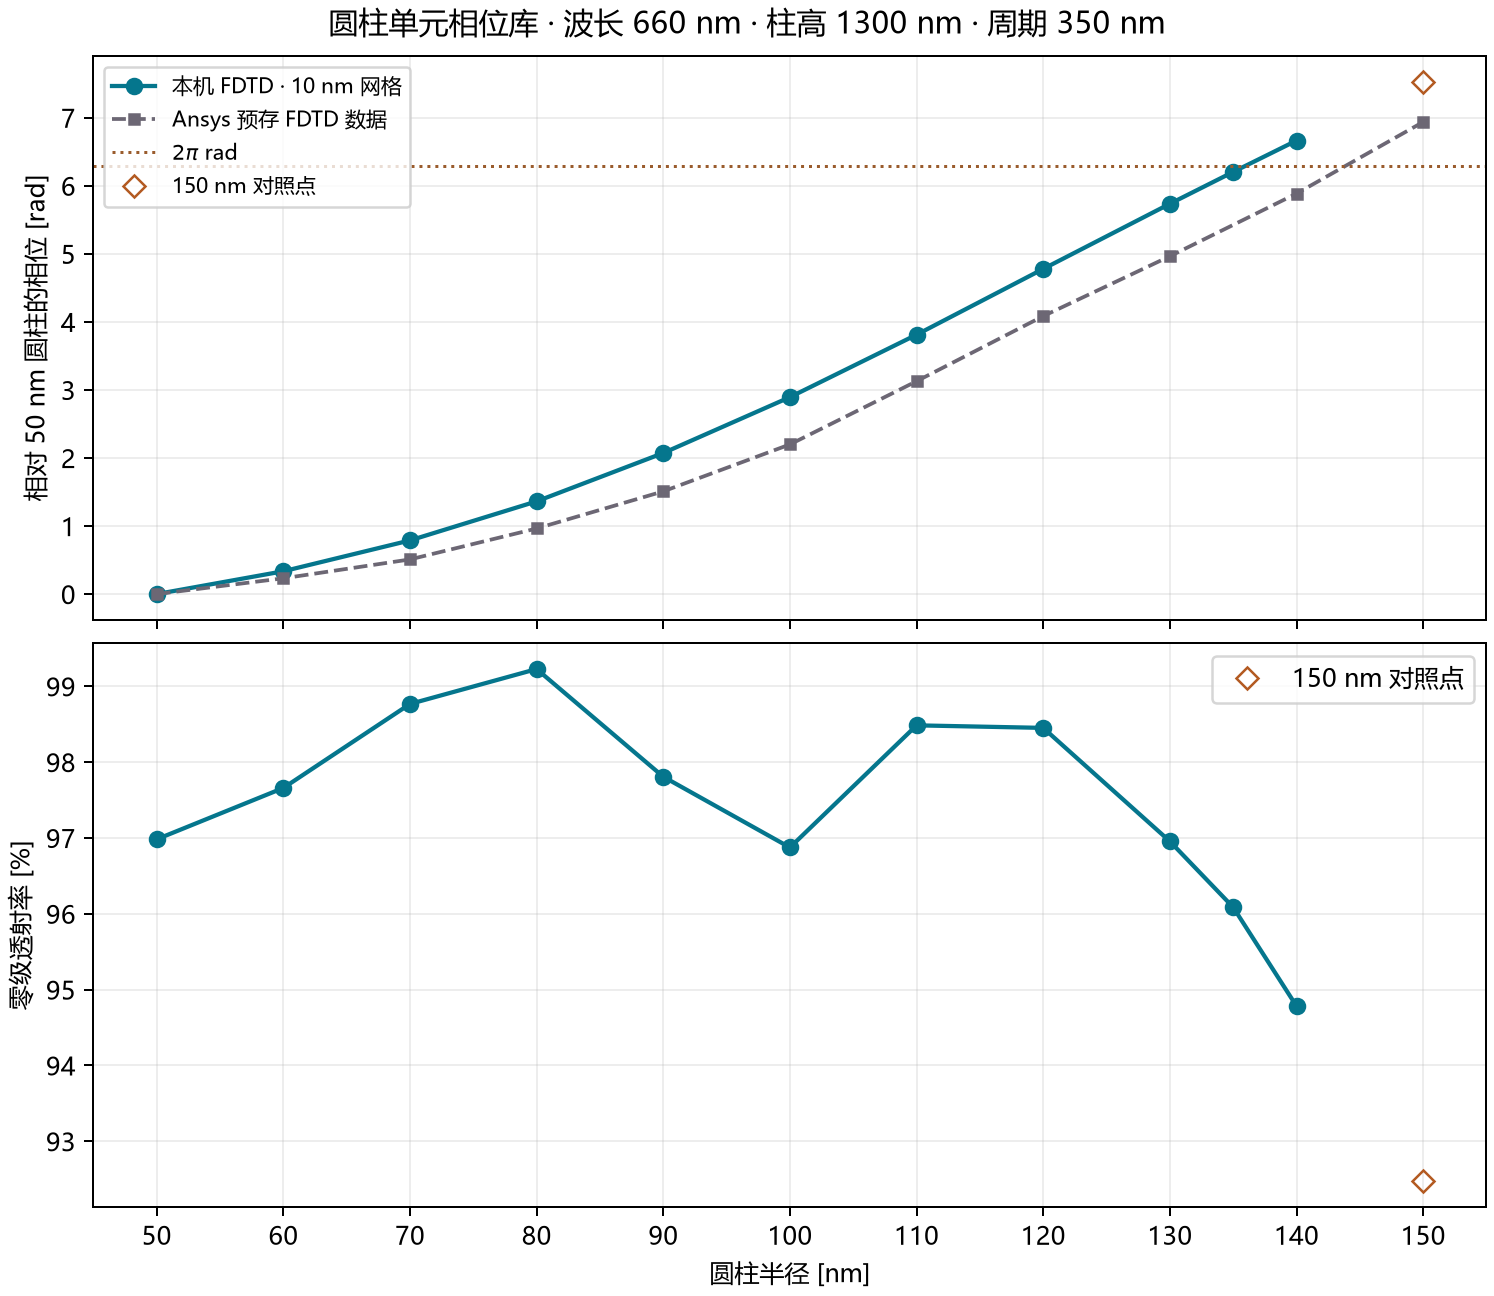 圆柱单元相位库 · 波长 660 nm · 柱高 1300 nm · 周期 350 nm
本机 FDTD · 10 nm 网格
Ansys 预存 FDTD 数据
2π rad
150 nm 对照点
相对 50 nm 圆柱的相位 [rad]
7
6
5
4
3
2
1
0
150 nm 对照点
零级透射率 [%]
99
98
97
96
95
94
93
50 60 70 80 90 100 110 120 130 140 150
圆柱半径 [nm]